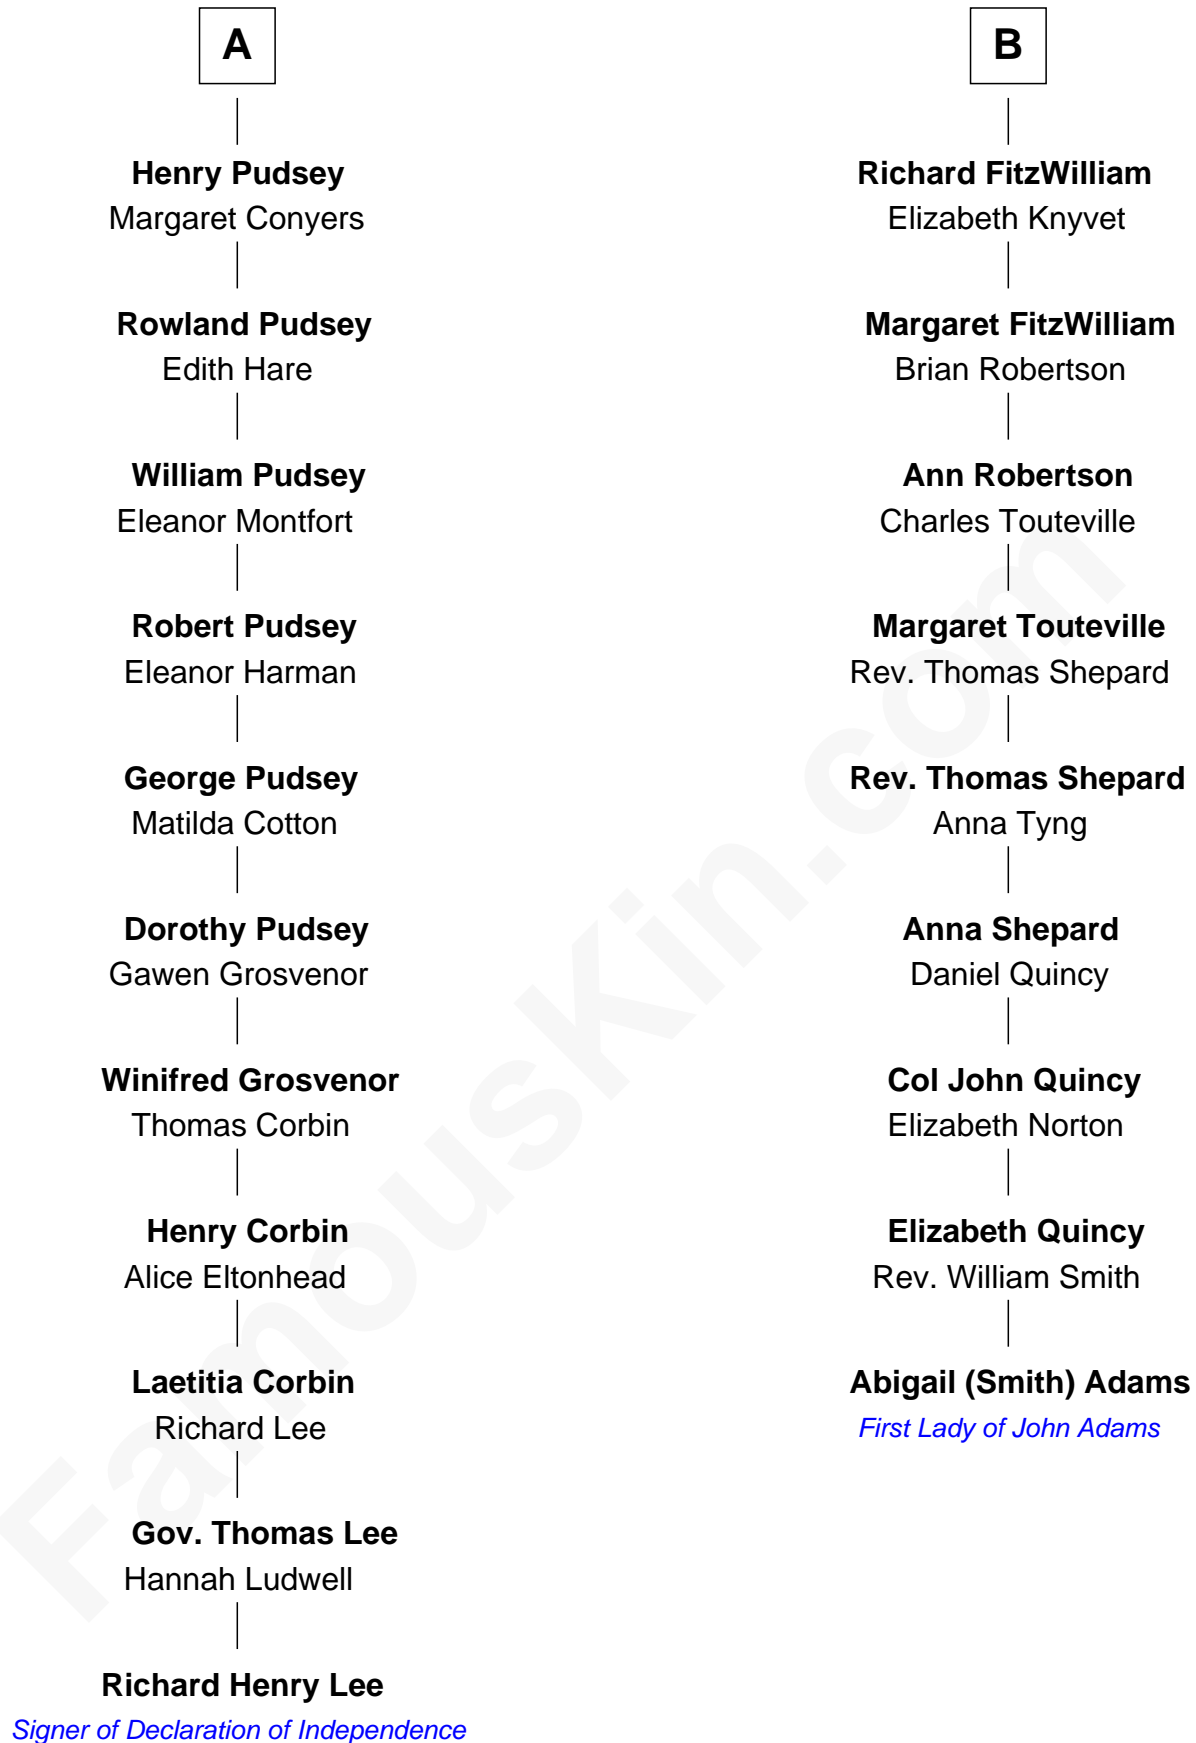 A
Henry Pudsey
Margaret Conyers
Rowland Pudsey
Edith Hare
William Pudsey
Eleanor Montfort
Robert Pudsey
Eleanor Harman
George Pudsey
Matilda Cotton
Dorothy Pudsey
Gawen Grosvenor
Winifred Grosvenor
Thomas Corbin
Henry Corbin
Alice Eltonhead
Laetitia Corbin
Richard Lee
Gov. Thomas Lee
Hannah Ludwell
Richard Henry Lee
Signer of Declaration of Independence
B
Richard FitzWilliam
Elizabeth Knyvet
Margaret FitzWilliam
Brian Robertson
Ann Robertson
Charles Touteville
Margaret Touteville
Rev. Thomas Shepard
Rev. Thomas Shepard
Anna Tyng
Anna Shepard
Daniel Quincy
Col John Quincy
Elizabeth Norton
Elizabeth Quincy
Rev. William Smith
Abigail (Smith) Adams
First Lady of John Adams
FamousKin.com